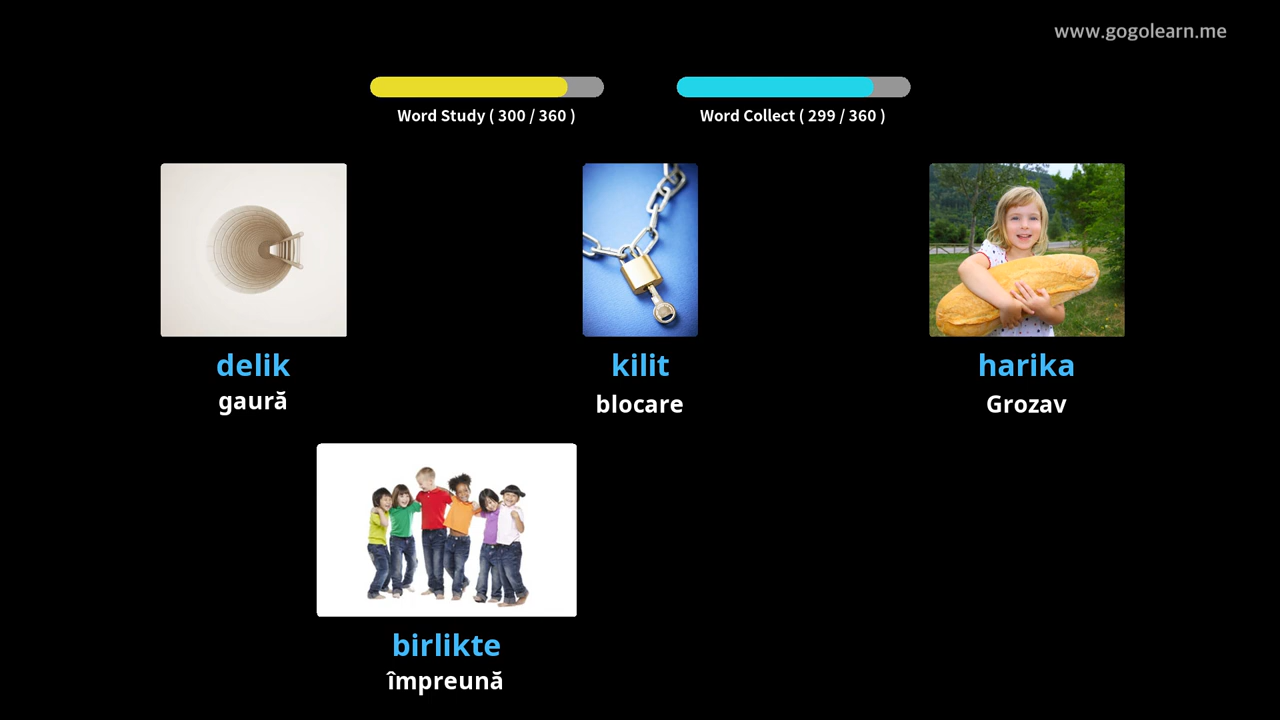 www.gogolearn.me
Word Study ( 300 / 360 )
Word Collect ( 299 / 360 )
delik
gaură
kilit
blocare
harika
Grozav
birlikte
împreună